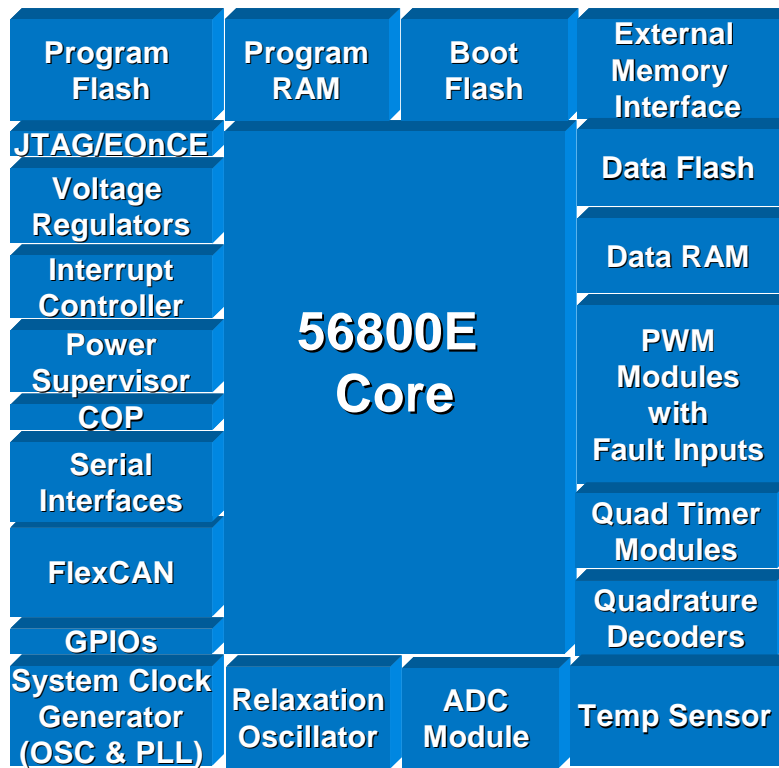 Program
Flash
Program
RAM
Boot
Flash
External
Memory
Interface
JTAG/EOnCE
Voltage
Regulators
Interrupt
Controller
Power
Supervisor
COP
Serial
Interfaces
FlexCAN
GPIOs
56800E
Core
Data Flash
Data RAM
PWM
Modules
with
Fault Inputs
Quad Timer
Modules
Quadrature
Decoders
System Clock
Generator
(OSC & PLL)
Relaxation
Oscillator
ADC
Module
Temp Sensor